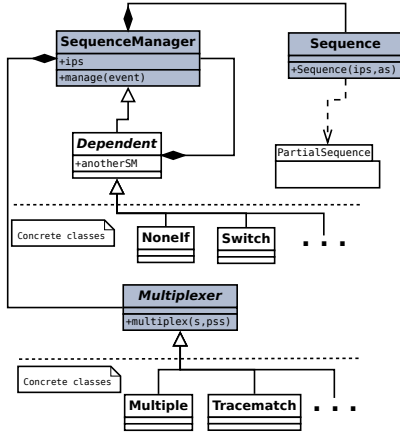 SequenceManager
+ips
+manage(event)
Sequence
+Sequence(ips,as)
Dependent
+anotherSM
PartialSequence
Concrete classes
NoneIf
Switch
. . .
Multiplexer
+multiplex(s,pss)
Concrete classes
Multiple
Tracematch
. . .